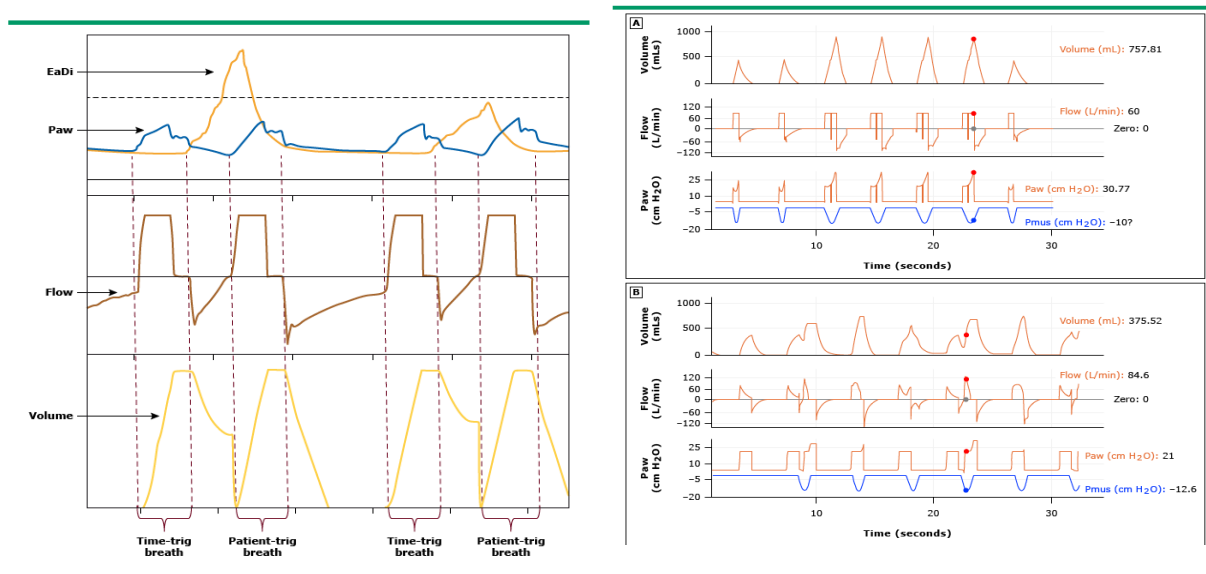 EaDi
Paw
Flow
Volume
Time-trig
breath
Patient-trig
breath
Time-trig
breath
Patient-trig
breath
A
Volume
(mLs)
1000
500
0
Volume (mL): 757.81
Flow
(L/min)
120
60
0
-60
-120
Flow (L/min): 60
Zero: 0
Paw
(cm H2O)
25
10
-5
-20
Paw (cm H2O): 30.77
Pmus (cm H2O): -10?
10
20
30
Time (seconds)
B
Volume
(mLs)
1000
500
0
Volume (mL): 375.52
Flow
(L/min)
120
60
0
-60
-120
Flow (L/min): 84.6
Zero: 0
Paw
(cm H2O)
25
10
-5
-20
Paw (cm H2O): 21
Pmus (cm H2O): -12.6
10
20
30
Time (seconds)